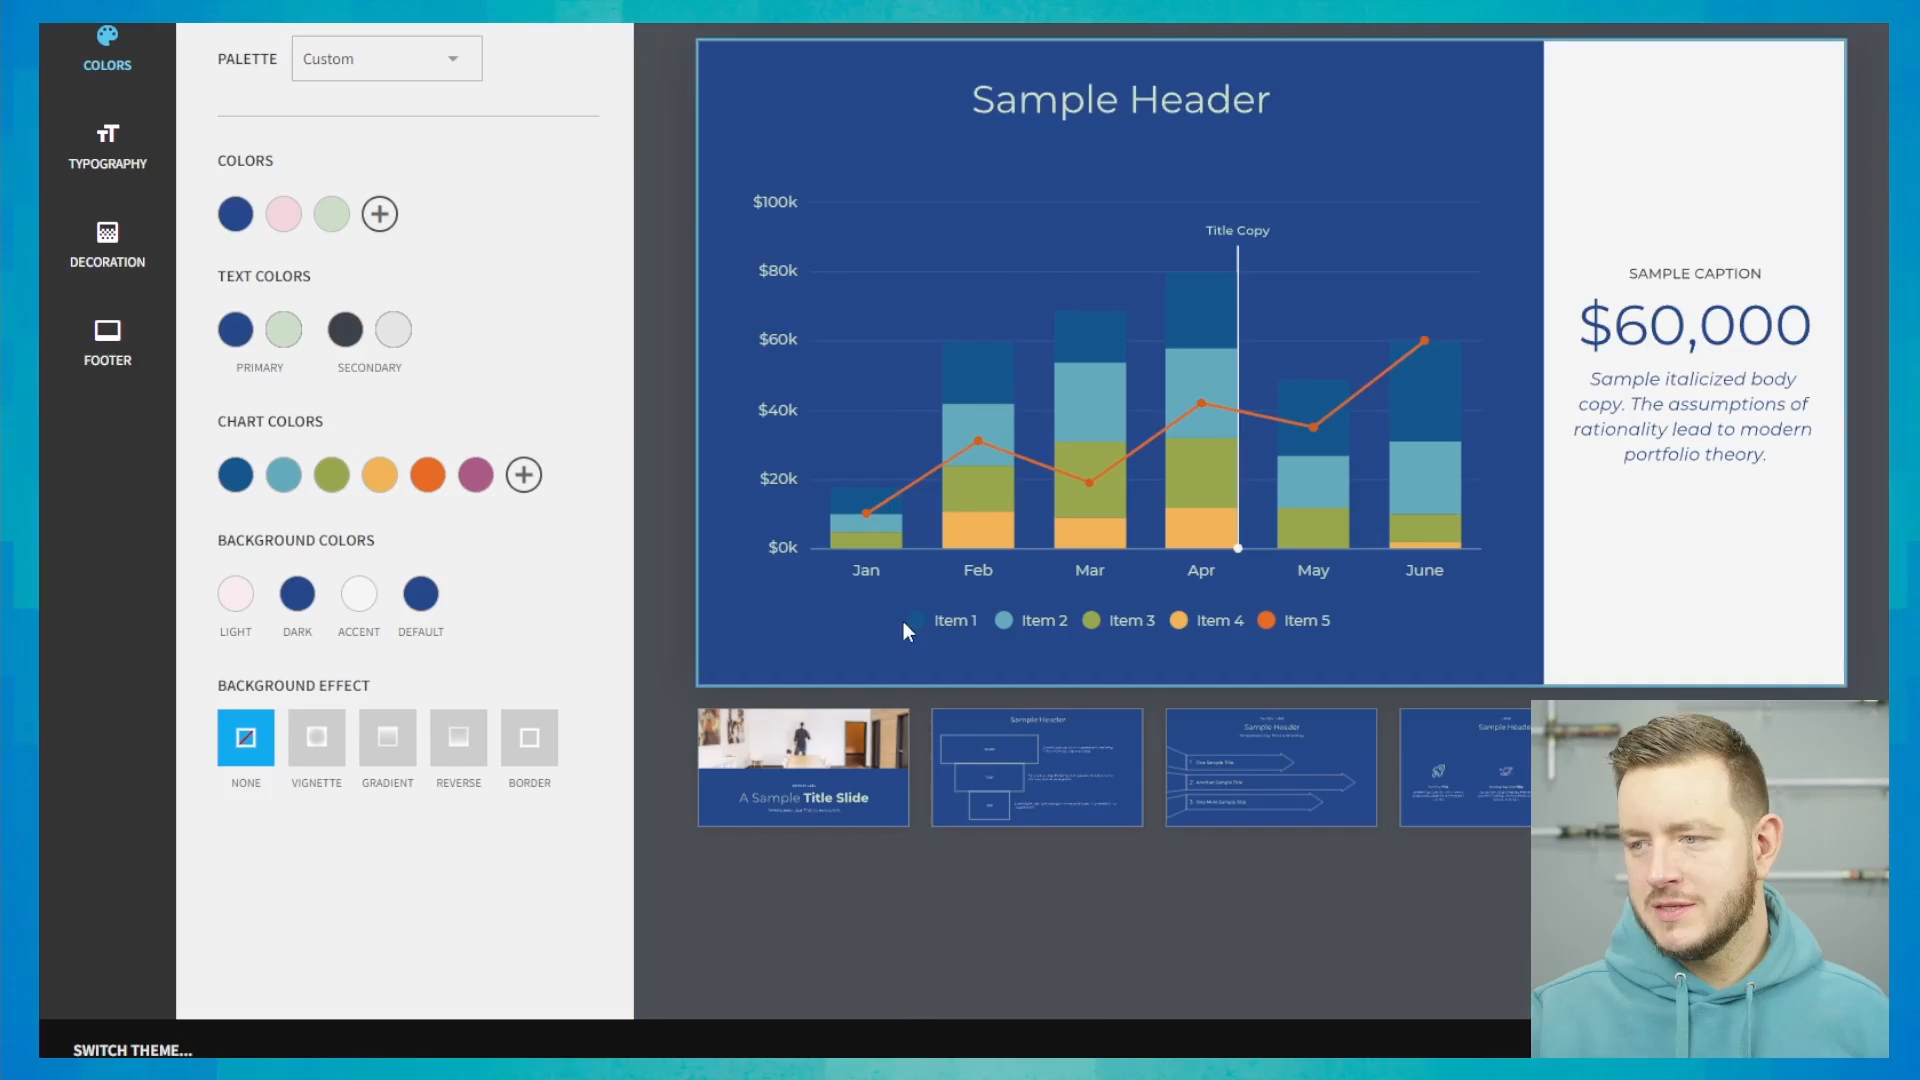 COLORS
TYPOGRAPHY
DECORATION
FOOTER
PALETTE Custom
COLORS
TEXT COLORS
PRIMARY SECONDARY
CHART COLORS
BACKGROUND COLORS
LIGHT DARK ACCENT DEFAULT
BACKGROUND EFFECT
NONE VIGNETTE GRADIENT REVERSE BORDER
SWITCH THEME...
Sample Header
$100k
$80k
$60k
$40k
$20k
$0k
Title Copy
Jan Feb Mar Apr May June
Item 1 Item 2 Item 3 Item 4 Item 5
SAMPLE CAPTION
$60,000
Sample italicized body
copy. The assumptions of
rationality lead to modern
portfolio theory.
A Sample Title Slide
Sample Header
Sample Header